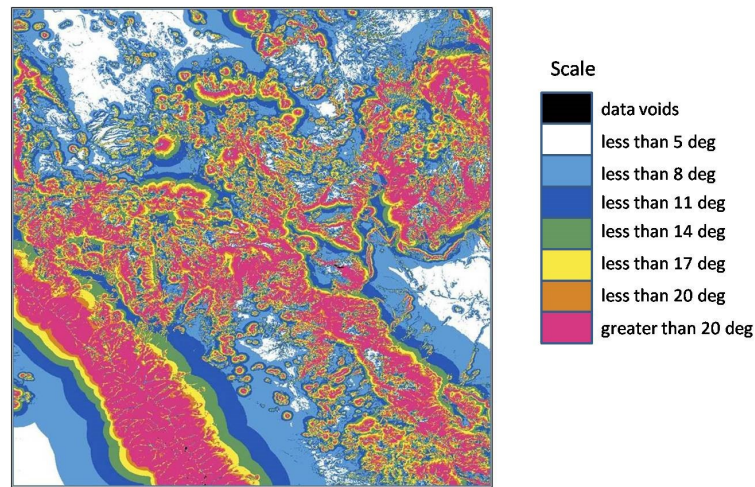 Scale
data voids
less than 5 deg
less than 8 deg
less than 11 deg
less than 14 deg
less than 17 deg
less than 20 deg
greater than 20 deg